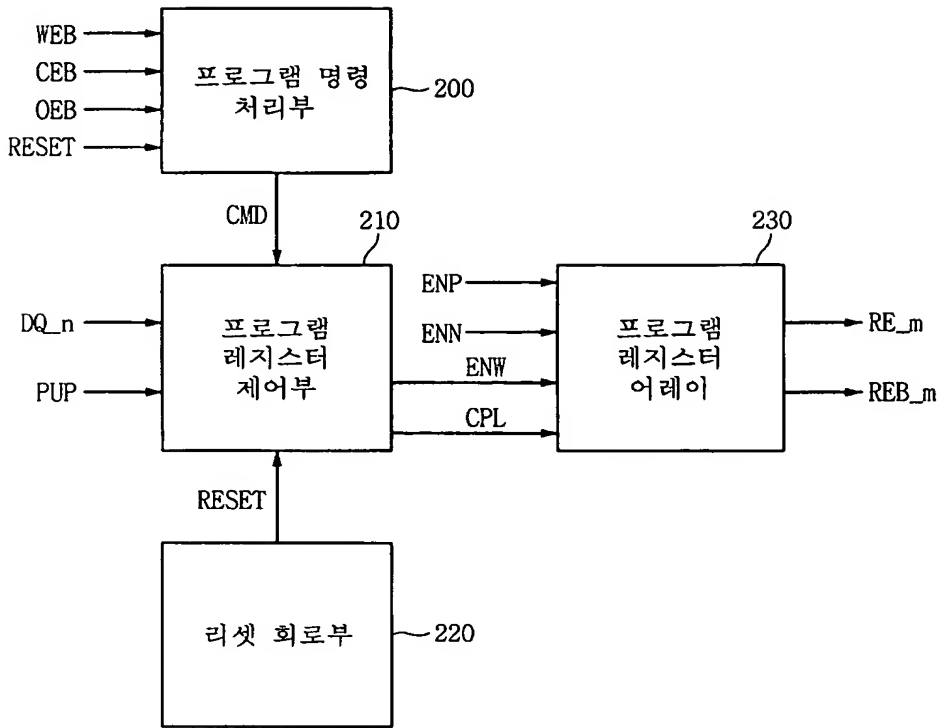 WEB
CEB
OEB
RESET
프로그램 명령
처리부
200
CMD
210
230
DQ_n
PUP
프로그램
레지스터
제어부
ENP
ENN
ENW
CPL
프로그램
레지스터
어레이
RE_m
REB_m
RESET
리셋 회로부
220